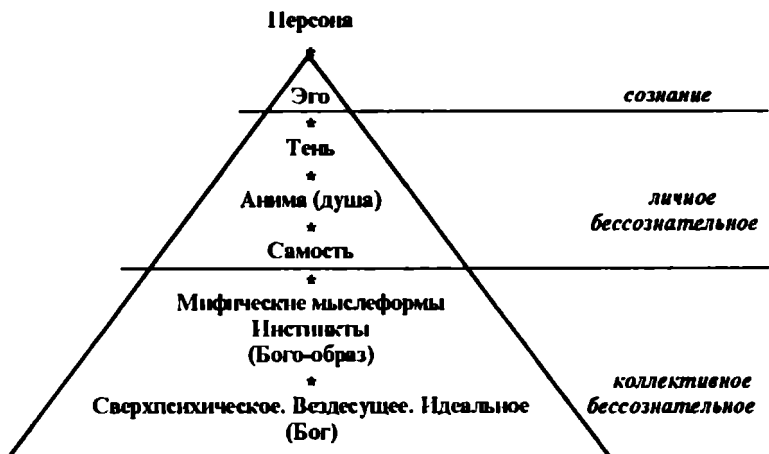 Персона
*
Эго
сознание
*
Тень
*
Анима (душа)
личное
бессознательное
*
Самость
*
Мифические мыслеформы
Инстинкты
(Бого-образ)
*
коллективное
бессознательное
Сверхпсихическое. Вездесущее. Идеальное
(Бог)